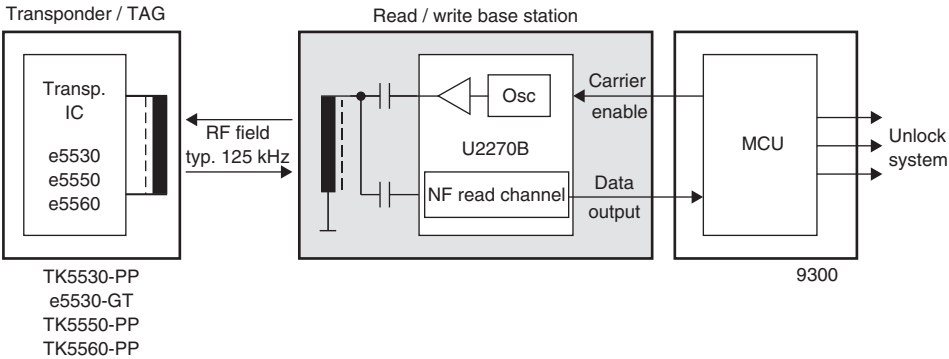 Transponder / TAG
Transp.
IC
e5530
e5550
e5560
TK5530-PP
e5530-GT
TK5550-PP
TK5560-PP
RF field
typ. 125 kHz
Read / write base station
Osc
U2270B
NF read channel
Carrier
enable
Data
output
MCU
Unlock
system
9300